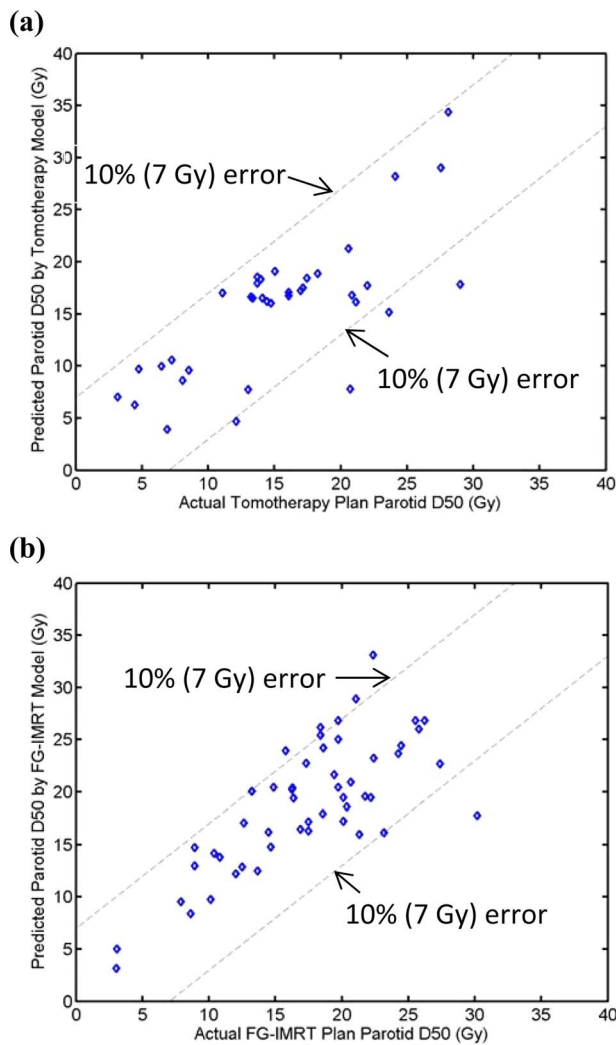 (a)
40
35
30
25
20
15
10
5
0
Predicted Parotid D50 by Tomotherapy Model (Gy)
10% (7 Gy) error
10% (7 Gy) error
0 5 10 15 20 25 30 35 40
Actual Tomotherapy Plan Parotid D50 (Gy)
(b)
40
35
30
25
20
15
10
5
0
Predicted Parotid D50 by FG-IMRT Model (Gy)
10% (7 Gy) error
10% (7 Gy) error
0 5 10 15 20 25 30 35 40
Actual FG-IMRT Plan Parotid D50 (Gy)